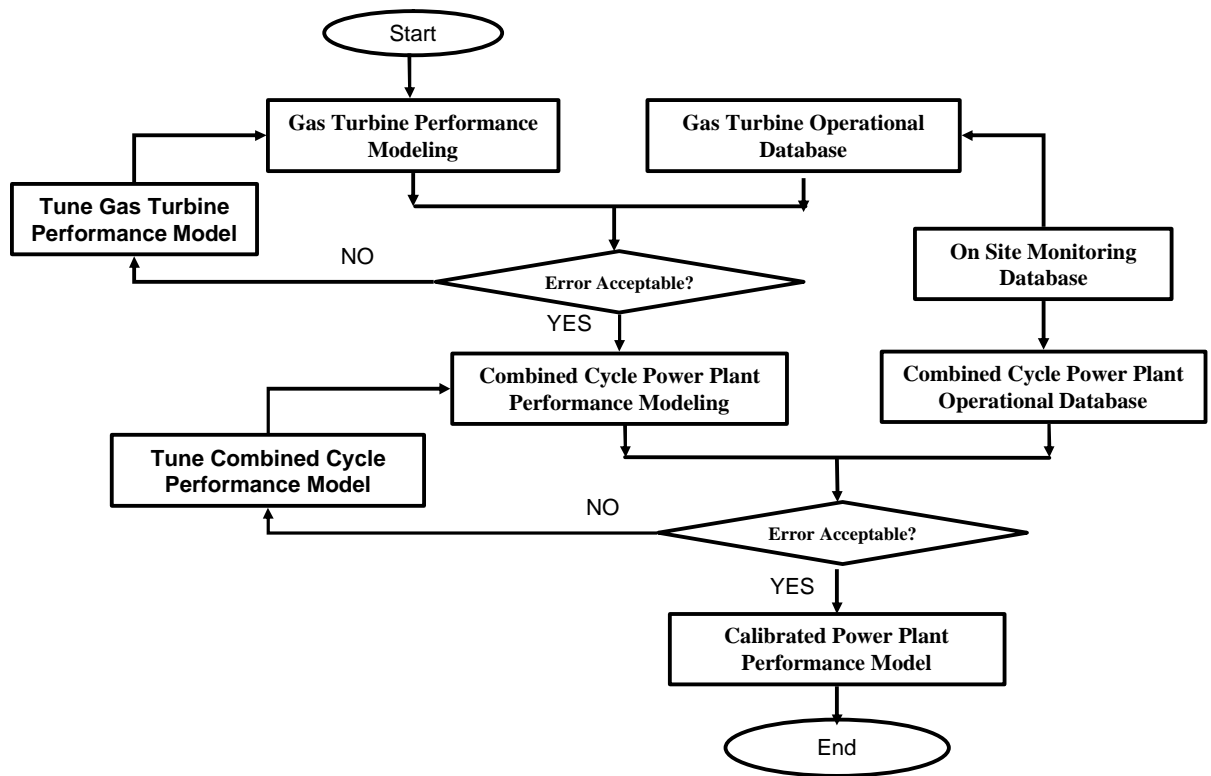 Start
Gas Turbine Performance
Modeling
Gas Turbine Operational
Database
Tune Gas Turbine
Performance Model
On Site Monitoring
Database
NO
Error Acceptable?
YES
Combined Cycle Power Plant
Performance Modeling
Combined Cycle Power Plant
Operational Database
Tune Combined Cycle
Performance Model
NO
Error Acceptable?
YES
Calibrated Power Plant
Performance Model
End